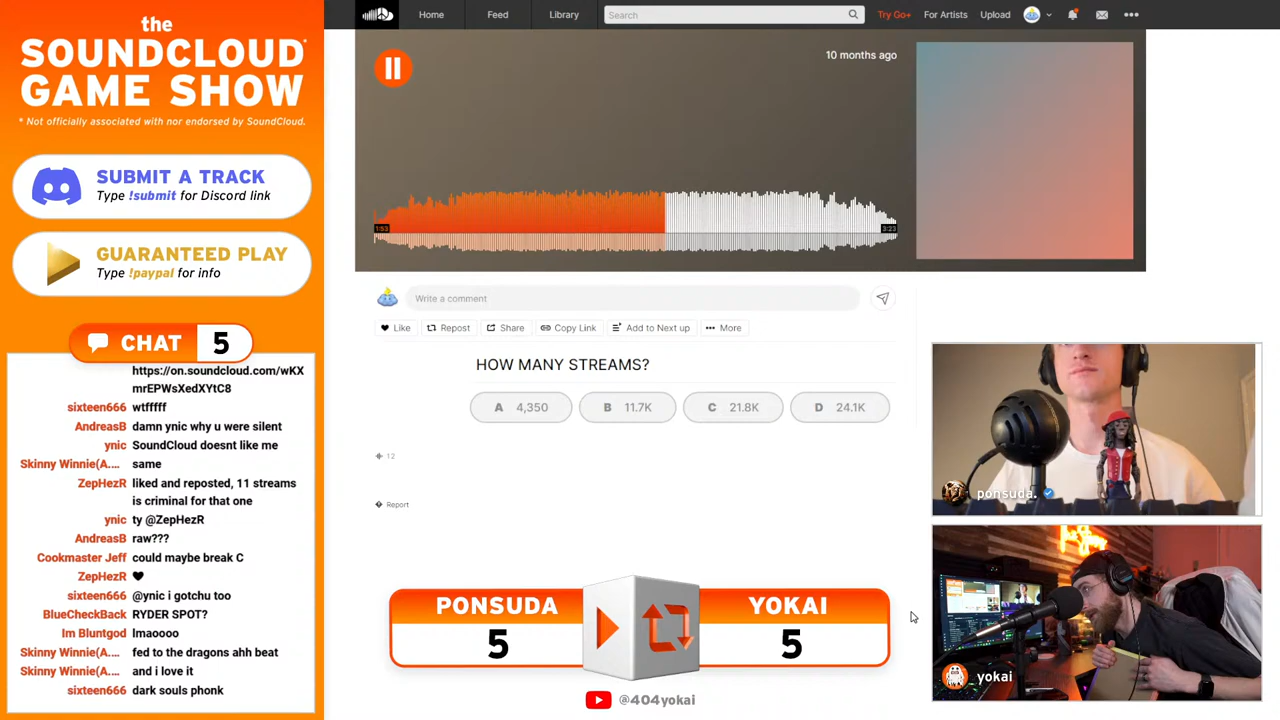 the
SOUNDCLOUD
GAME SHOW
* Not officially associated with nor endorsed by SoundCloud.
SUBMIT A TRACK
Type !submit for Discord link
GUARANTEED PLAY
Type !paypal for info
CHAT 5
https://on.soundcloud.com/wKX
mrEPWsXedXYtC8
sixteen666 wtfffff
AndreasB damn ynic why u were silent
ynic SoundCloud doesnt like me
Skinny Winnie(A.... same
ZepHezR liked and reposted, 11 streams
is criminal for that one
ynic ty @ZepHezR
AndreasB raw???
Cookmaster Jeff could maybe break C
ZepHezR ♥
sixteen666 @ynic i gotchu too
BlueCheckBack RYDER SPOT?
Im Bluntgod lmaoooo
Skinny Winnie(A.... fed to the dragons ahh beat
Skinny Winnie(A.... and i love it
sixteen666 dark souls phonk
Home Feed Library Search Try Go+ For Artists Upload
10 months ago
1:53 3:23
Write a comment
Like Repost Share Copy Link Add to Next up More
HOW MANY STREAMS?
A 4,350 B 11.7K C 21.8K D 24.1K
12
Report
PONSUDA 5
YOKAI 5
@404yokai
ponsuda.
yokai